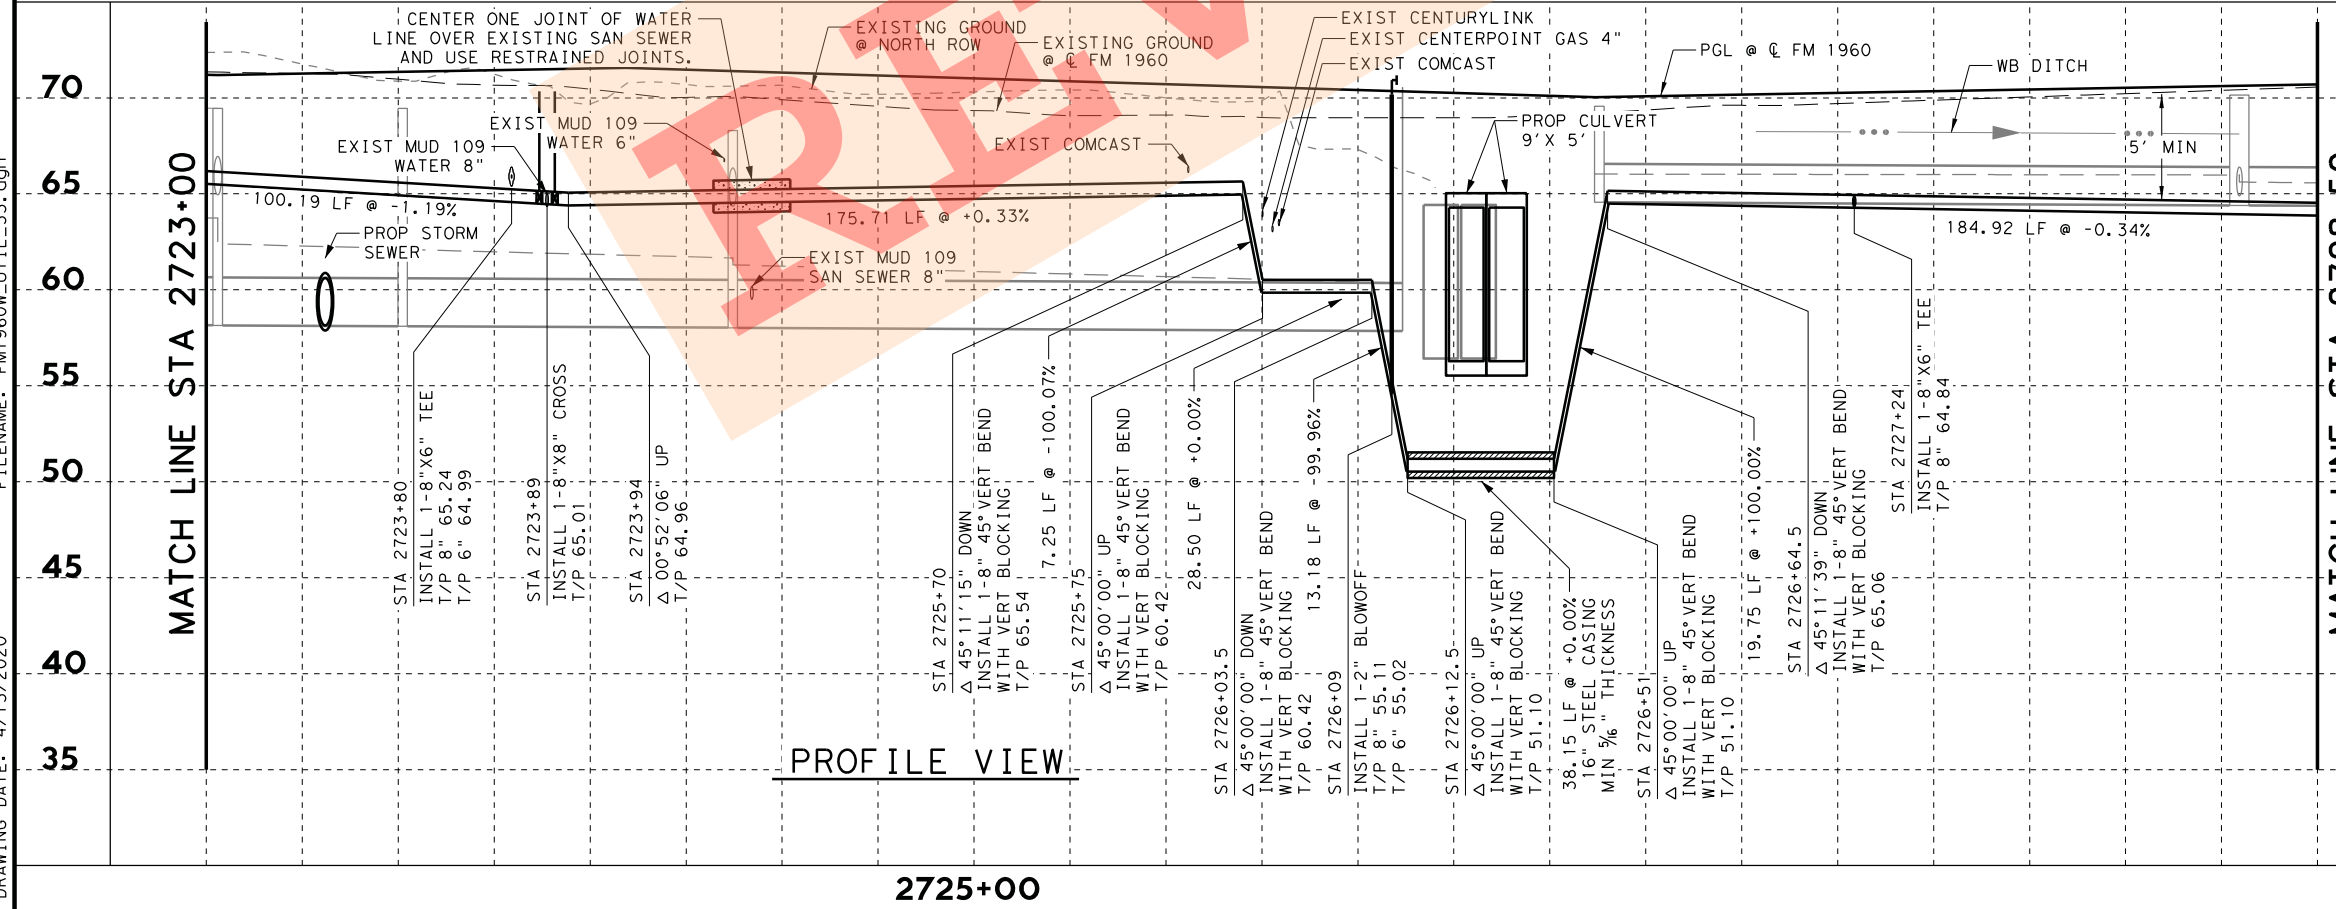 CENTER ONE JOINT OF WATER
LINE OVER EXISTING SAN SEWER
AND USE RESTRAINED JOINTS.
EXISTING GROUND
@ NORTH ROW
EXISTING GROUND
@ ℄ FM 1960
EXIST CENTURYLINK
EXIST CENTERPOINT GAS 4"
EXIST COMCAST
PGL @ ℄ FM 1960
WB DITCH
70
65
60
55
50
45
40
35
EXIST MUD 109
WATER 6"
EXIST MUD 109
WATER 8"
EXIST COMCAST
PROP CULVERT
9'X 5'
5' MIN
100.19 LF @ -1.19%
175.71 LF @ +0.33%
184.92 LF @ -0.34%
PROP STORM
SEWER
EXIST MUD 109
SAN SEWER 8"
MATCH LINE STA 2723+00
STA 2723+80
INSTALL 1-8"X6" TEE
T/P 8" 65.24
T/P 6" 64.99
STA 2723+89
INSTALL 1-8"X8" CROSS
T/P 65.01
STA 2723+94
Δ 00°52'06" UP
T/P 64.96
STA 2725+70
Δ 45°11'15" DOWN
INSTALL 1-8" 45°VERT BEND
WITH VERT BLOCKING
T/P 65.54
7.25 LF @ -100.07%
STA 2725+75
Δ 45°00'00" UP
INSTALL 1-8" 45°VERT BEND
WITH VERT BLOCKING
T/P 60.42
28.50 LF @ +0.00%
STA 2726+03.5
Δ 45°00'00" DOWN
INSTALL 1-8" 45°VERT BEND
WITH VERT BLOCKING
T/P 60.42
13.18 LF @ -99.96%
STA 2726+09
INSTALL 1-2" BLOWOFF
T/P 8" 55.11
T/P 6" 55.02
STA 2726+12.5
Δ 45°00'00" UP
INSTALL 1-8" 45°VERT BEND
WITH VERT BLOCKING
T/P 51.10
38.15 LF @ +0.00%
16" STEEL CASING
MIN 5/16" THICKNESS
STA 2726+51
Δ 45°00'00" UP
INSTALL 1-8" 45°VERT BEND
WITH VERT BLOCKING
T/P 51.10
19.75 LF @ +100.00%
STA 2726+64.5
Δ 45°11'39" DOWN
INSTALL 1-8" 45°VERT BEND
WITH VERT BLOCKING
T/P 65.06
STA 2727+24
INSTALL 1-8"X6" TEE
T/P 8" 64.84
PROFILE VIEW
2725+00
DRAWING DATE: 4/15/2020
FILENAME:
REV